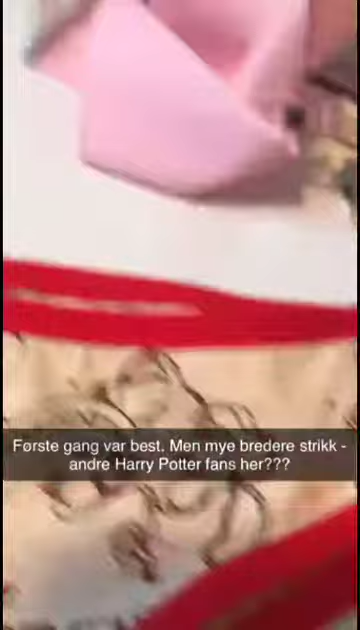 Første gang var best. Men mye bredere strikk -
andre Harry Potter fans her???